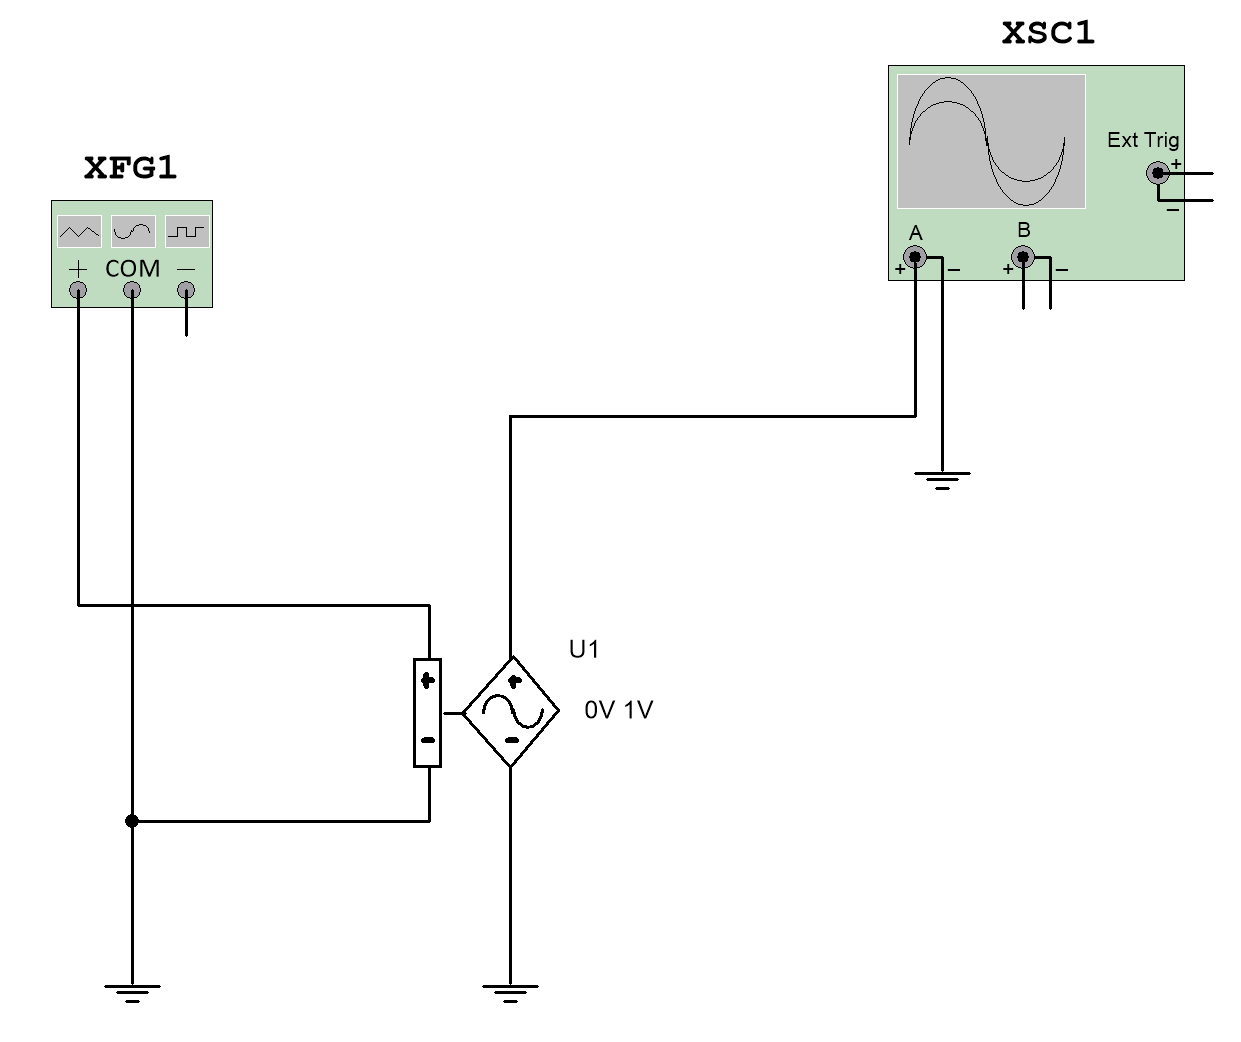 XSC1
Ext Trig
+
–
A
B
+ –
+ –
XFG1
+ COM –
U1
+ +
0V 1V
– –